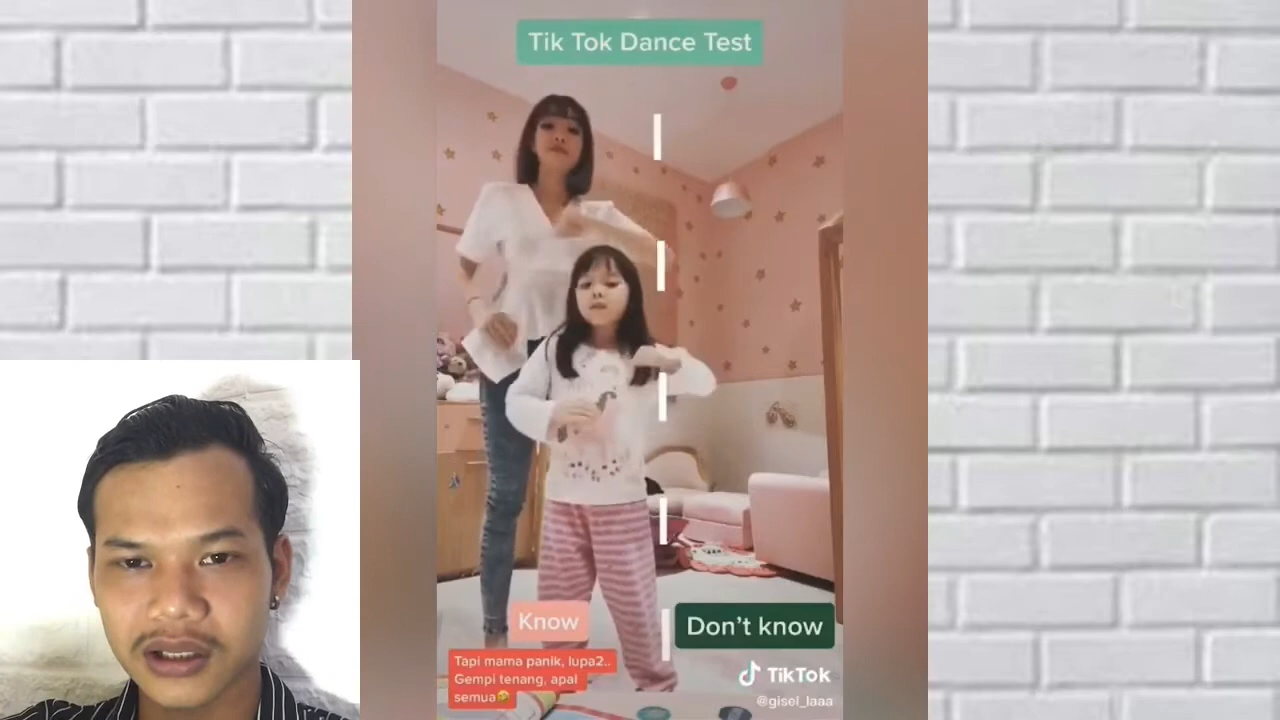 Tik Tok Dance Test
Know
Don't know
Tapi mama panik, lupa2..
Gempi tenang, apal
semua🤣
TikTok
@gisel_laaa